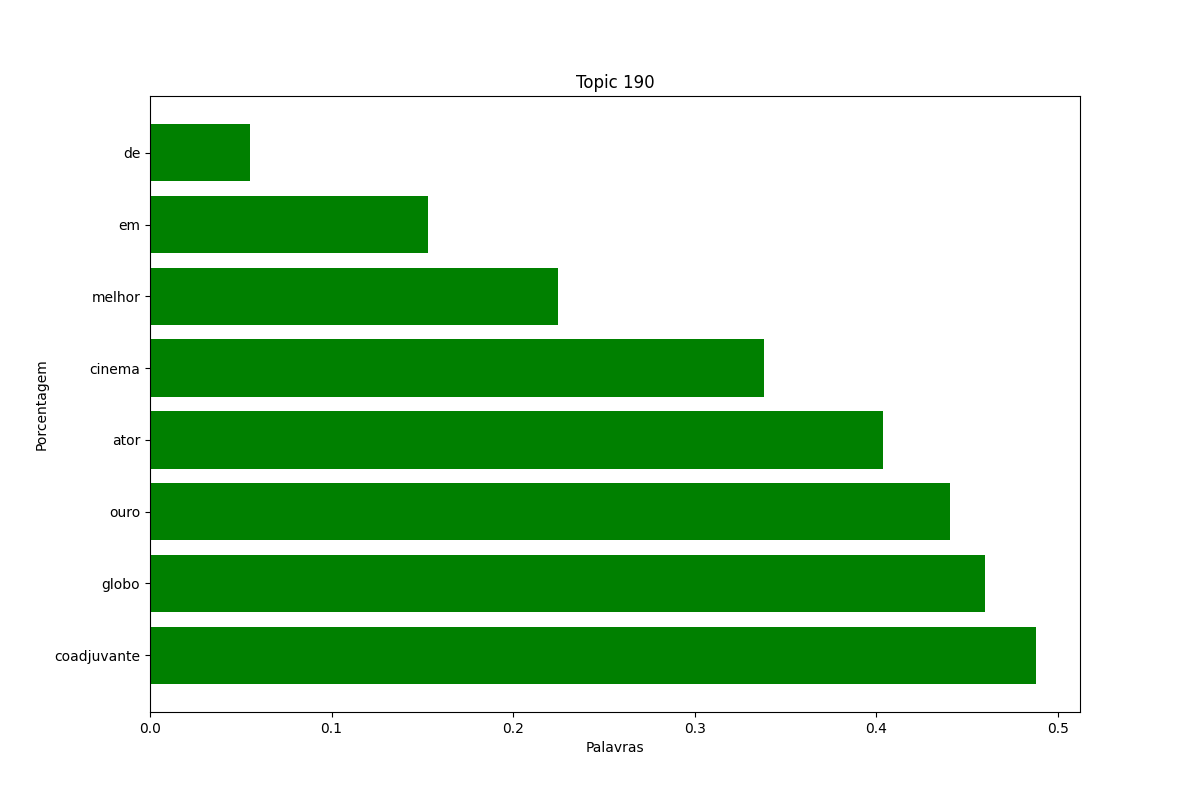 Topic 190
de
em
melhor
cinema
ator
ouro
globo
coadjuvante
Porcentagem
0.0 0.1 0.2 0.3 0.4 0.5
Palavras